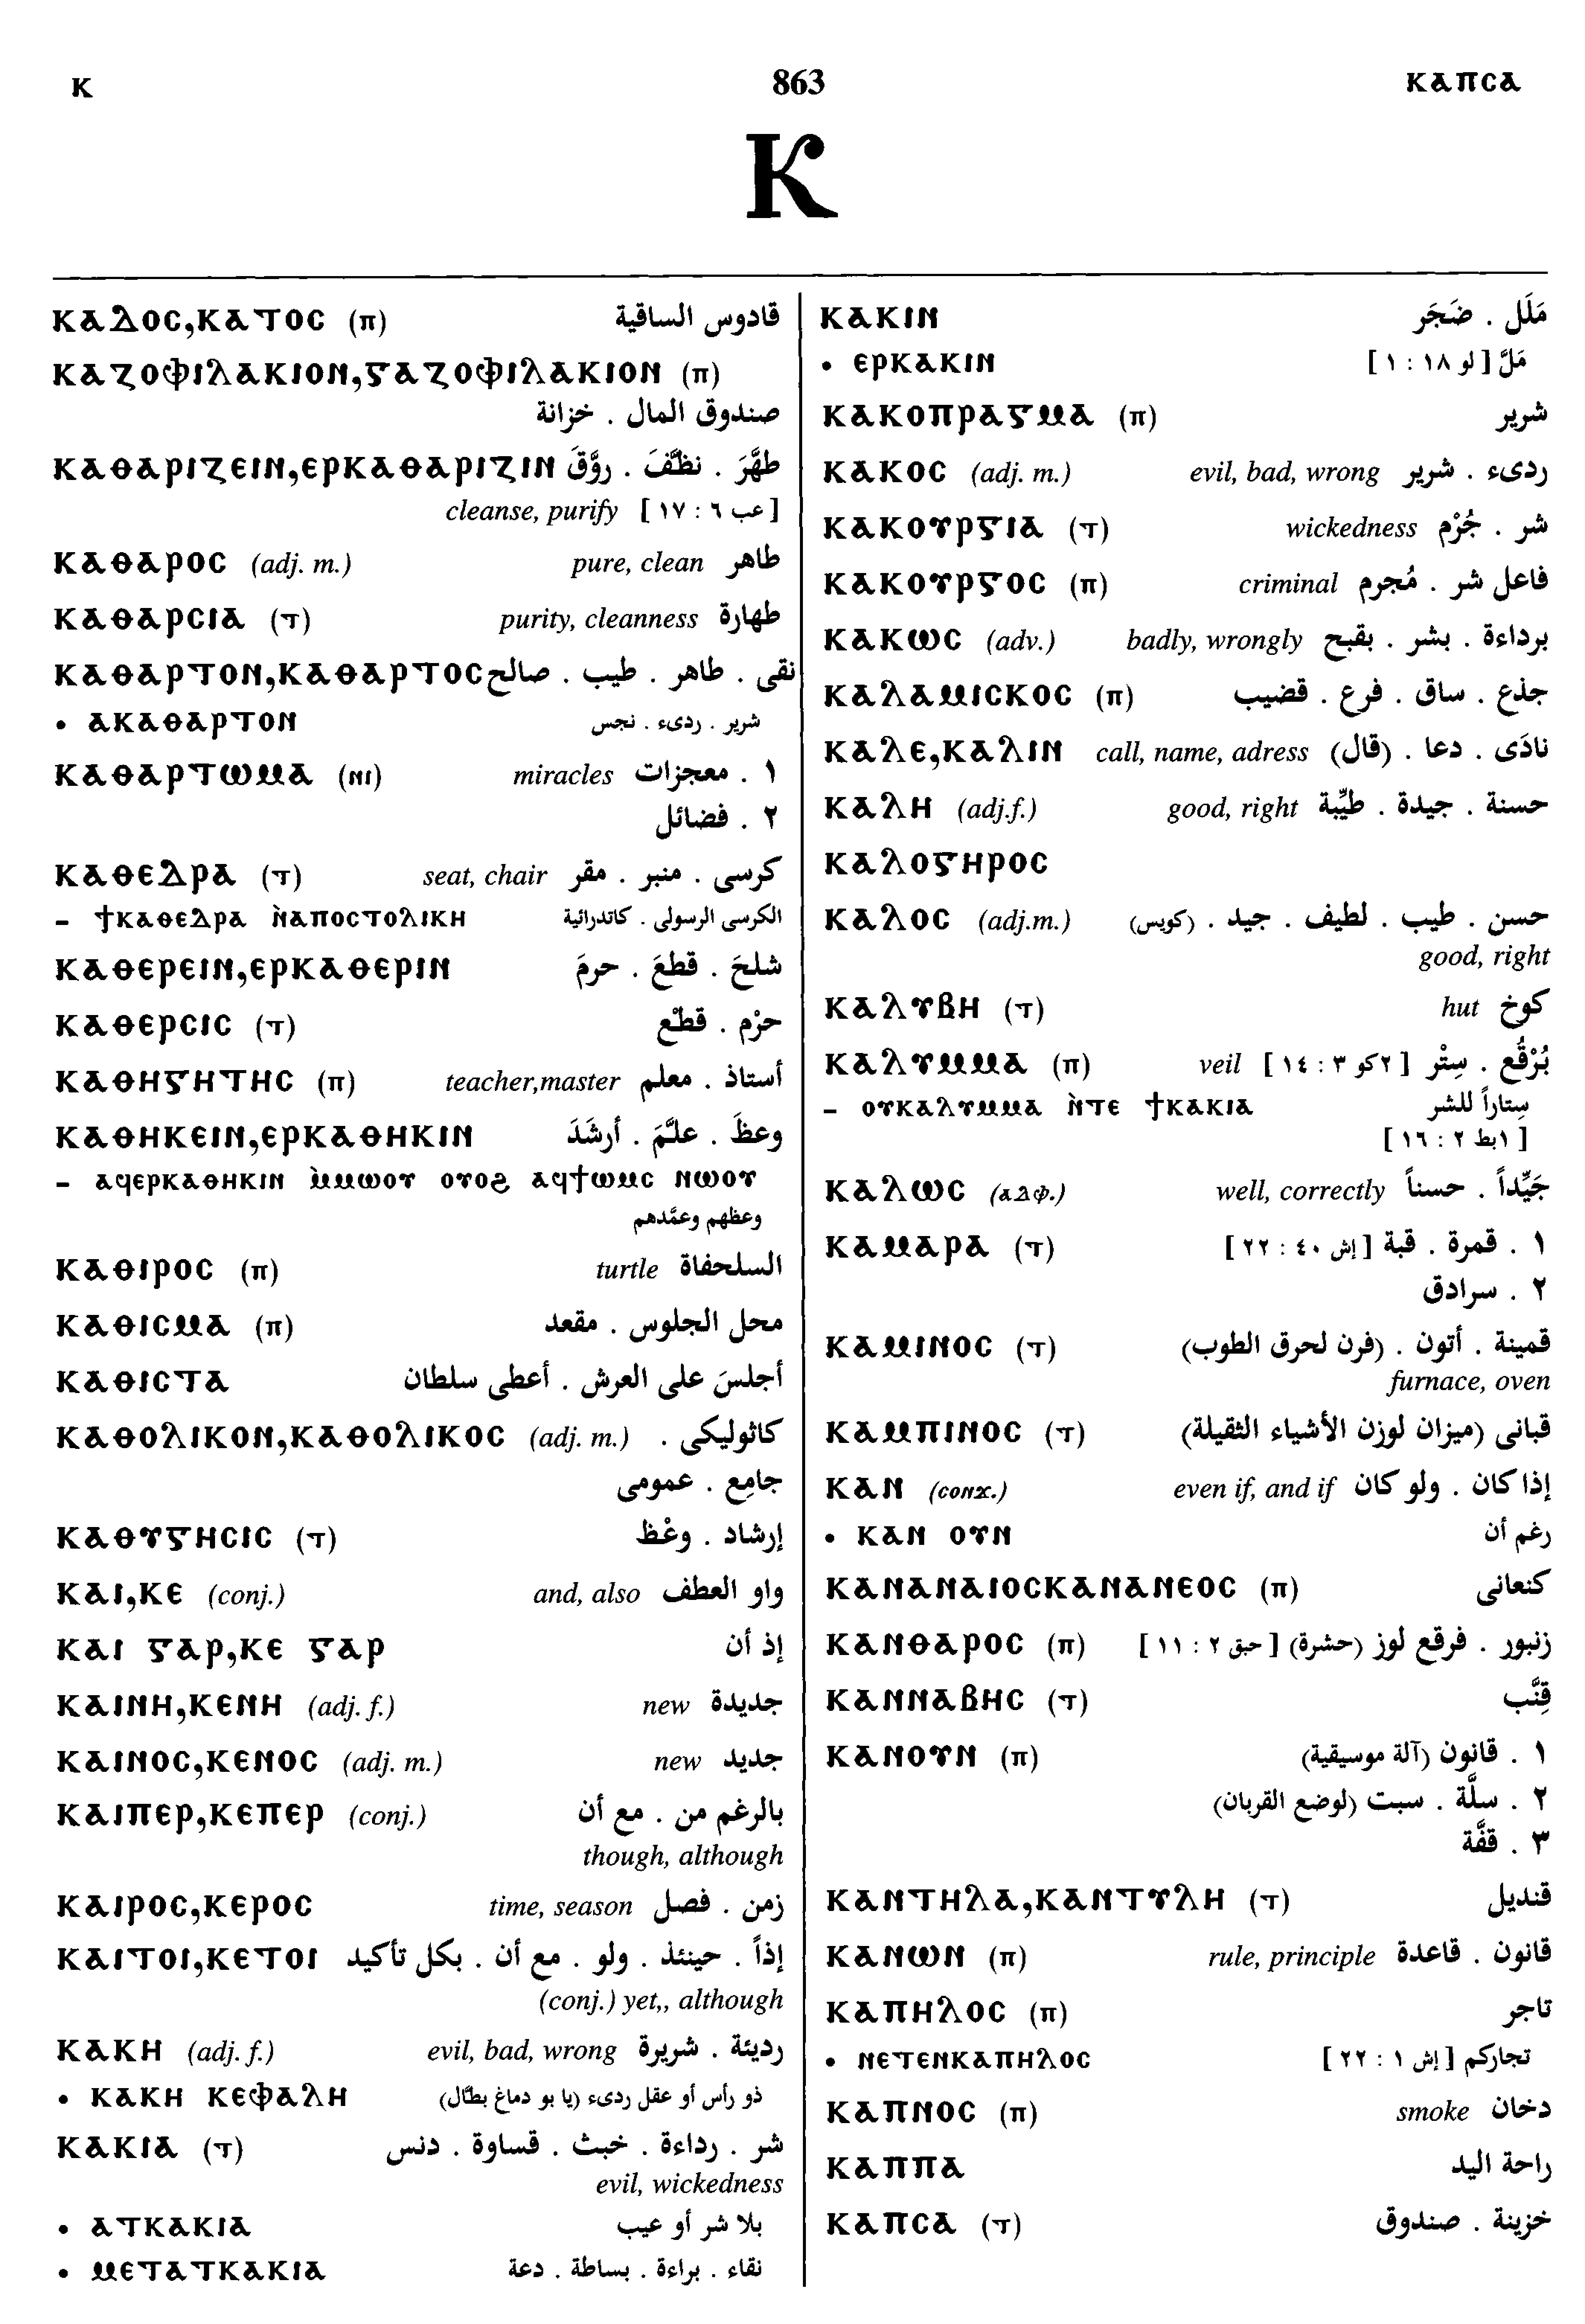 ⲕ 863 ⲕⲁⲡⲥⲁ
Ⲕ
ⲕⲁⲇⲟⲥ,ⲕⲁⲧⲟⲥ (ⲡ) قادوس الساقية
ⲕⲁⲍⲟⲫⲓⲗⲁⲕⲓⲟⲛ,ⲅⲁⲍⲟⲫⲓⲗⲁⲕⲓⲟⲛ (ⲡ)
صندوق المال . خزانة
ⲕⲁⲑⲁⲣⲓⲍⲉⲓⲛ,ⲉⲣⲕⲁⲑⲁⲣⲓⲍⲓⲛ طهَّرَ . نظَّفَ . روَّقَ
cleanse, purify [عب ٦ : ١٧]
ⲕⲁⲑⲁⲣⲟⲥ (adj. m.) pure, clean طاهر
ⲕⲁⲑⲁⲣⲥⲓⲁ (ⲧ) purity, cleanness طهارة
ⲕⲁⲑⲁⲣⲧⲟⲛ,ⲕⲁⲑⲁⲣⲧⲟⲥ نقى . طاهر . طيب . صالح
• ⲁⲕⲁⲑⲁⲣⲧⲟⲛ شرير . ردىء . نجس
ⲕⲁⲑⲁⲣⲧⲱⲙⲁ (ⲛⲓ) miracles ١ . معجزات
٢ . فضائل
ⲕⲁⲑⲉⲇⲣⲁ (ⲧ) seat, chair كرسى . منبر . مقر
– ϯⲕⲁⲑⲉⲇⲣⲁ ⲛ̀ⲁⲡⲟⲥⲧⲟⲗⲓⲕⲏ الكرسى الرسولى . كاتدرائية
ⲕⲁⲑⲉⲣⲉⲓⲛ,ⲉⲣⲕⲁⲑⲉⲣⲓⲛ شلحَ . قطعَ . حرمَ
ⲕⲁⲑⲉⲣⲥⲓⲥ (ⲧ) حرْم . قطْع
ⲕⲁⲑⲏⲅⲏⲧⲏⲥ (ⲡ) teacher,master أستاذ . معلم
ⲕⲁⲑⲏⲕⲉⲓⲛ,ⲉⲣⲕⲁⲑⲏⲕⲓⲛ وعظَ . علَّمَ . أرشَدَ
– ⲁϥⲉⲣⲕⲁⲑⲏⲕⲓⲛ ⲙ̀ⲙⲱⲟⲩ ⲟⲩⲟϩ ⲁϥϯⲱⲙⲥ ⲛⲱⲟⲩ
وعظهم وعمَّدهم
ⲕⲁⲑⲓⲣⲟⲥ (ⲡ) turtle السلحفاة
ⲕⲁⲑⲓⲥⲙⲁ (ⲡ) محل الجلوس . مقعد
ⲕⲁⲑⲓⲥⲧⲁ أجلسَ على العرش . أعطى سلطان
ⲕⲁⲑⲟⲗⲓⲕⲟⲛ,ⲕⲁⲑⲟⲗⲓⲕⲟⲥ (adj. m.) كاثوليكى .
جامِع . عمومى
ⲕⲁⲑⲩⲅⲏⲥⲓⲥ (ⲧ) إرشاد . وعْظ
ⲕⲁⲓ,ⲕⲉ (conj.) and, also واو العطف
ⲕⲁⲓ ⲅⲁⲣ,ⲕⲉ ⲅⲁⲣ إذ أن
ⲕⲁⲓⲛⲏ,ⲕⲉⲛⲏ (adj. f.) new جديدة
ⲕⲁⲓⲛⲟⲥ,ⲕⲉⲛⲟⲥ (adj. m.) new جديد
ⲕⲁⲓⲡⲉⲣ,ⲕⲉⲡⲉⲣ (conj.) بالرغم من . مع أن
though, although
ⲕⲁⲓⲣⲟⲥ,ⲕⲉⲣⲟⲥ time, season زمن . فصل
ⲕⲁⲓⲧⲟⲓ,ⲕⲉⲧⲟⲓ إذاً . حينئذ . ولو . مع أن . بكل تأكيد
(conj.) yet,, although
ⲕⲁⲕⲏ (adj. f.) evil, bad, wrong رديئة . شريرة
• ⲕⲁⲕⲏ ⲕⲉⲫⲁⲗⲏ ذو رأس أو عقل ردىء (يا بو دماغ بطَّال)
ⲕⲁⲕⲓⲁ (ⲧ) شر . رداءة . خبث . قساوة . دنس
evil, wickedness
• ⲁⲧⲕⲁⲕⲓⲁ بلا شر أو عيب
• ⲙⲉⲧⲁⲧⲕⲁⲕⲓⲁ نقاء . براءة . بساطة . دعة
ⲕⲁⲕⲓⲛ مَلَل . ضَجَر
• ⲉⲣⲕⲁⲕⲓⲛ مَلَّ [لو ١٨ : ١]
ⲕⲁⲕⲟⲡⲣⲁⲅⲙⲁ (ⲡ) شرير
ⲕⲁⲕⲟⲥ (adj. m.) evil, bad, wrong ردىء . شرير
ⲕⲁⲕⲟⲩⲣⲅⲓⲁ (ⲧ) wickedness شر . جُرْم
ⲕⲁⲕⲟⲩⲣⲅⲟⲥ (ⲡ) criminal فاعل شر . مُجرم
ⲕⲁⲕⲱⲥ (adv.) badly, wrongly برداءة . بشر . بقبح
ⲕⲁⲗⲁⲙⲓⲥⲕⲟⲥ (ⲡ) جذع . ساق . فرع . قضيب
ⲕⲁⲗⲉ,ⲕⲁⲗⲓⲛ call, name, adress نادَى . دعا . (قال)
ⲕⲁⲗⲏ (adj.f.) good, right حسنة . جيدة . طيِّبة
ⲕⲁⲗⲟⲅⲏⲣⲟⲥ
ⲕⲁⲗⲟⲥ (adj.m.) حسن . طيب . لطيف . جيد . (كويس)
good, right
ⲕⲁⲗⲩⲃⲏ (ⲧ) hut كوخ
ⲕⲁⲗⲩⲙⲙⲁ (ⲡ) veil بُرْقُع . سِتْر [٢كو ٣ : ١٤]
– ⲟⲩⲕⲁⲗⲩⲙⲙⲁ ⲛ̀ⲧⲉ ϯⲕⲁⲕⲓⲁ سِتاراً للشر
[١بط ٢ : ١٦]
ⲕⲁⲗⲱⲥ (ⲁⲇⲫ.) well, correctly جَيِّداً . حسناً
ⲕⲁⲙⲁⲣⲁ (ⲧ) ١ . قمرة . قبة [إش ٤٠ : ٢٢]
٢ . سرادق
ⲕⲁⲙⲓⲛⲟⲥ (ⲧ) قمينة . أتون . (فرن لحرق الطوب)
furnace, oven
ⲕⲁⲙⲡⲓⲛⲟⲥ (ⲧ) قبانى (ميزان لوزن الأشياء الثقيلة)
ⲕⲁⲛ (ⲥⲟⲛϫ.) even if, and if إذا كان . ولو كان
• ⲕⲁⲛ ⲟⲩⲛ رغم أن
ⲕⲁⲛⲁⲛⲁⲓⲟⲥⲕⲁⲛⲁⲛⲉⲟⲥ (ⲡ) كنعانى
ⲕⲁⲛⲑⲁⲣⲟⲥ (ⲡ) زنبور . فرقع لوز (حشرة) [حبق ٢ : ١١]
ⲕⲁⲛⲛⲁⲃⲏⲥ (ⲧ) قِنَّب
ⲕⲁⲛⲟⲩⲛ (ⲡ) ١ . قانون (آلة موسيقية)
٢ . سلَّة . سبت (لوضع القربان)
٣ . قفَّة
ⲕⲁⲛⲧⲏⲗⲁ,ⲕⲁⲛⲧⲩⲗⲏ (ⲧ) قنديل
ⲕⲁⲛⲱⲛ (ⲡ) rule, principle قانون . قاعدة
ⲕⲁⲡⲏⲗⲟⲥ (ⲡ) تاجر
• ⲛⲉⲧⲉⲛⲕⲁⲡⲏⲗⲟⲥ تجاركم [إش ١ : ٢٢]
ⲕⲁⲡⲛⲟⲥ (ⲡ) smoke دخان
ⲕⲁⲡⲡⲁ راحة اليد
ⲕⲁⲡⲥⲁ (ⲧ) خزينة . صندوق